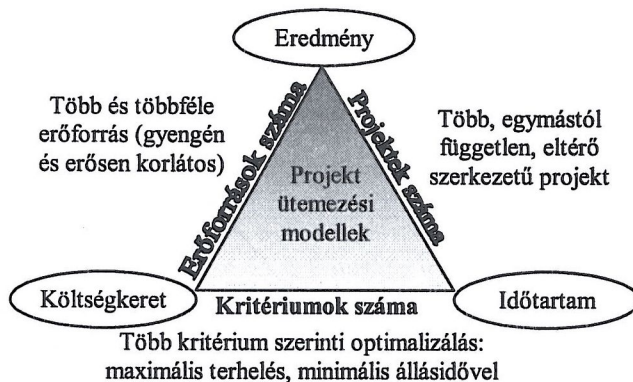 Eredmény
Több és többféle
erőforrás (gyengén
és erősen korlátos)
Erőforrások száma
Projektek száma
Több, egymástól
független, eltérő
szerkezetű projekt
Projekt
ütemezési
modellek
Költségkeret
Kritériumok száma
Időtartam
Több kritérium szerinti optimalizálás:
maximális terhelés, minimális állásidővel